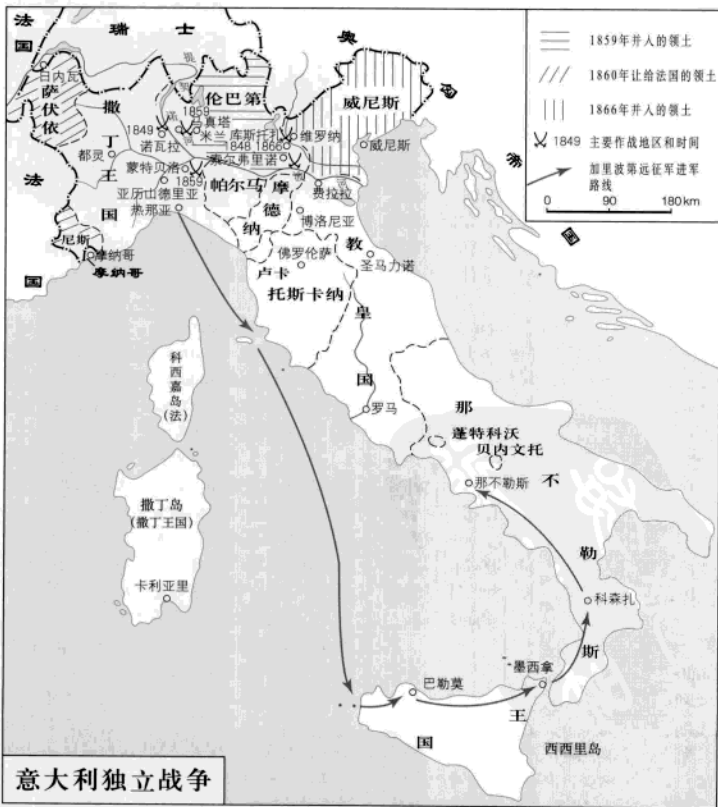 法国
瑞士
奥
1859年并入的领土
1860年让给法国的领土
1866年并入的领土
1849 主要作战地区和时间
加里波第远征军进军
路线
0 90 180km
日内瓦
萨伏依
撒丁王国
伦巴第
威尼斯
1859
1849
诺瓦拉
米兰
库斯托扎
维罗纳
1848 1866
威尼斯
都灵
索尔弗里诺
蒙特贝洛
1859
亚历山德里亚
热那亚
帕尔马
摩德纳
费拉拉
博洛尼亚
法国
尼斯
摩纳哥
摩纳哥
佛罗伦萨
卢卡
托斯卡纳
圣马力诺
教皇国
科西嘉岛
(法)
罗马
那不勒斯王国
蓬特科沃
贝内文托
那不勒斯
撒丁岛
(撒丁王国)
卡利亚里
科森扎
墨西拿
巴勒莫
西西里岛
意大利独立战争